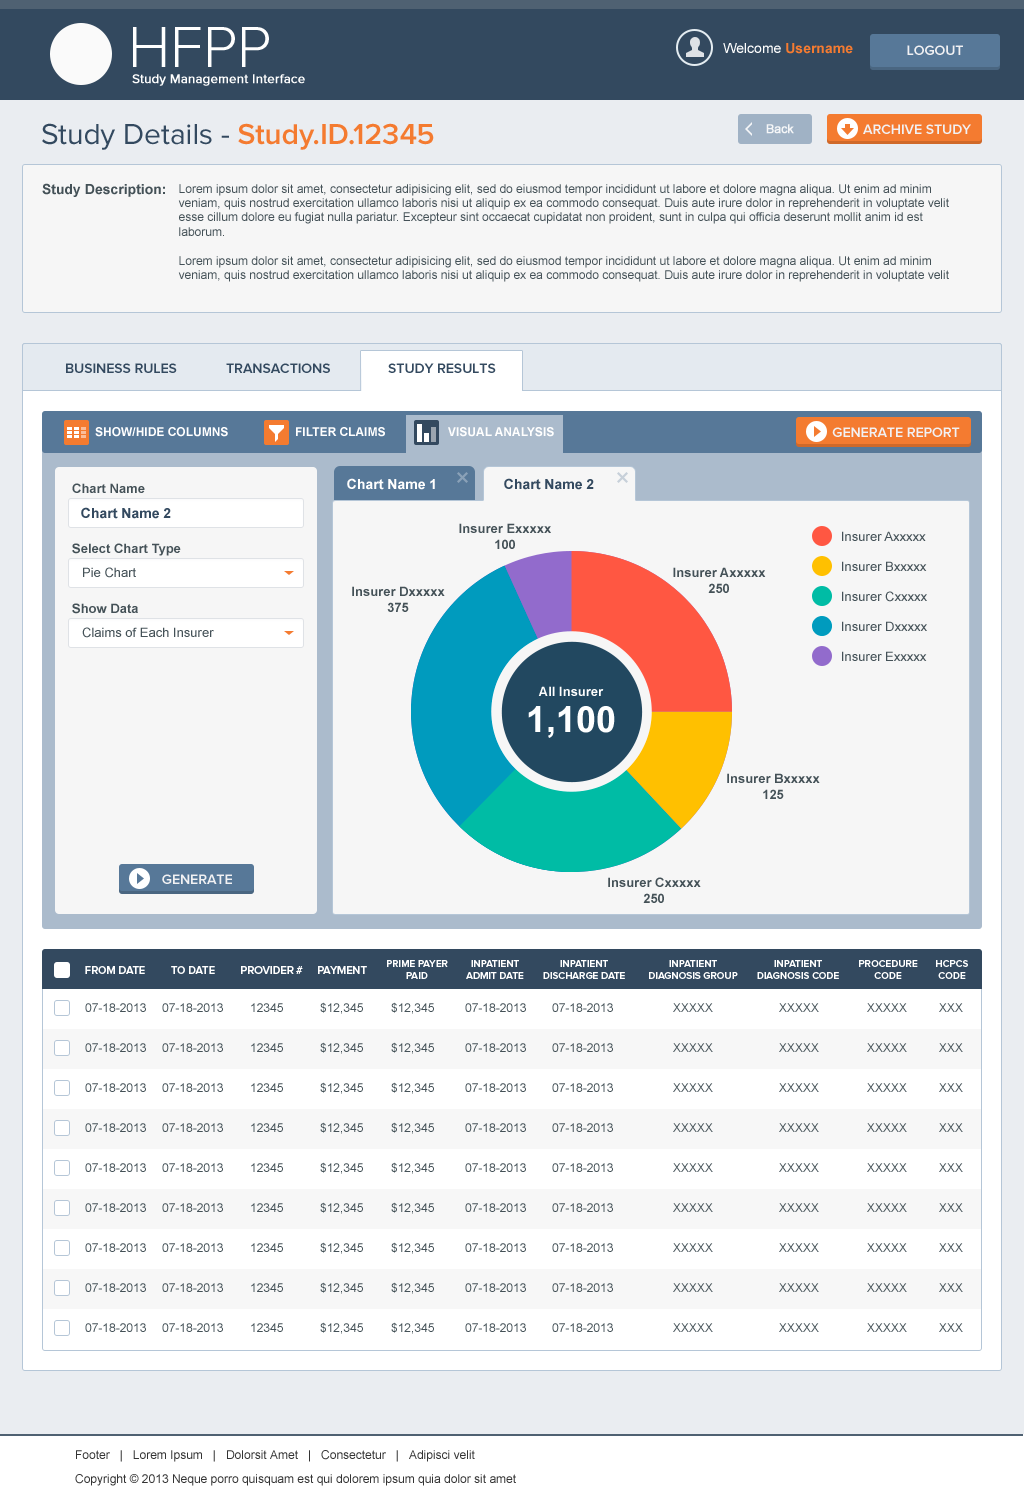 HFPP
Study Management Interface
Welcome Username
LOGOUT
Study Details - Study.ID.12345
Back
ARCHIVE STUDY
Study Description:
Lorem ipsum dolor sit amet, consectetur adipisicing elit, sed do eiusmod tempor incididunt ut labore et dolore magna aliqua. Ut enim ad minim
veniam, quis nostrud exercitation ullamco laboris nisi ut aliquip ex ea commodo consequat. Duis aute irure dolor in reprehenderit in voluptate velit
esse cillum dolore eu fugiat nulla pariatur. Excepteur sint occaecat cupidatat non proident, sunt in culpa qui officia deserunt mollit anim id est
laborum.
Lorem ipsum dolor sit amet, consectetur adipisicing elit, sed do eiusmod tempor incididunt ut labore et dolore magna aliqua. Ut enim ad minim
veniam, quis nostrud exercitation ullamco laboris nisi ut aliquip ex ea commodo consequat. Duis aute irure dolor in reprehenderit in voluptate velit
BUSINESS RULES
TRANSACTIONS
STUDY RESULTS
SHOW/HIDE COLUMNS
FILTER CLAIMS
VISUAL ANALYSIS
GENERATE REPORT
Chart Name
Chart Name 2
Select Chart Type
Pie Chart
Show Data
Claims of Each Insurer
GENERATE
Chart Name 1
Chart Name 2
Insurer Exxxxx
100
Insurer Axxxxx
250
Insurer Dxxxxx
375
All Insurer
1,100
Insurer Bxxxxx
125
Insurer Cxxxxx
250
Insurer Axxxxx
Insurer Bxxxxx
Insurer Cxxxxx
Insurer Dxxxxx
Insurer Exxxxx
FROM DATE TO DATE PROVIDER # PAYMENT PRIME PAYER PAID INPATIENT ADMIT DATE INPATIENT DISCHARGE DATE INPATIENT DIAGNOSIS GROUP INPATIENT DIAGNOSIS CODE PROCEDURE CODE HCPCS CODE
07-18-2013 07-18-2013 12345 $12,345 $12,345 07-18-2013 07-18-2013 XXXXX XXXXX XXXXX XXX
07-18-2013 07-18-2013 12345 $12,345 $12,345 07-18-2013 07-18-2013 XXXXX XXXXX XXXXX XXX
07-18-2013 07-18-2013 12345 $12,345 $12,345 07-18-2013 07-18-2013 XXXXX XXXXX XXXXX XXX
07-18-2013 07-18-2013 12345 $12,345 $12,345 07-18-2013 07-18-2013 XXXXX XXXXX XXXXX XXX
07-18-2013 07-18-2013 12345 $12,345 $12,345 07-18-2013 07-18-2013 XXXXX XXXXX XXXXX XXX
07-18-2013 07-18-2013 12345 $12,345 $12,345 07-18-2013 07-18-2013 XXXXX XXXXX XXXXX XXX
07-18-2013 07-18-2013 12345 $12,345 $12,345 07-18-2013 07-18-2013 XXXXX XXXXX XXXXX XXX
07-18-2013 07-18-2013 12345 $12,345 $12,345 07-18-2013 07-18-2013 XXXXX XXXXX XXXXX XXX
07-18-2013 07-18-2013 12345 $12,345 $12,345 07-18-2013 07-18-2013 XXXXX XXXXX XXXXX XXX
Footer | Lorem Ipsum | Dolorsit Amet | Consectetur | Adipisci velit
Copyright © 2013 Neque porro quisquam est qui dolorem ipsum quia dolor sit amet